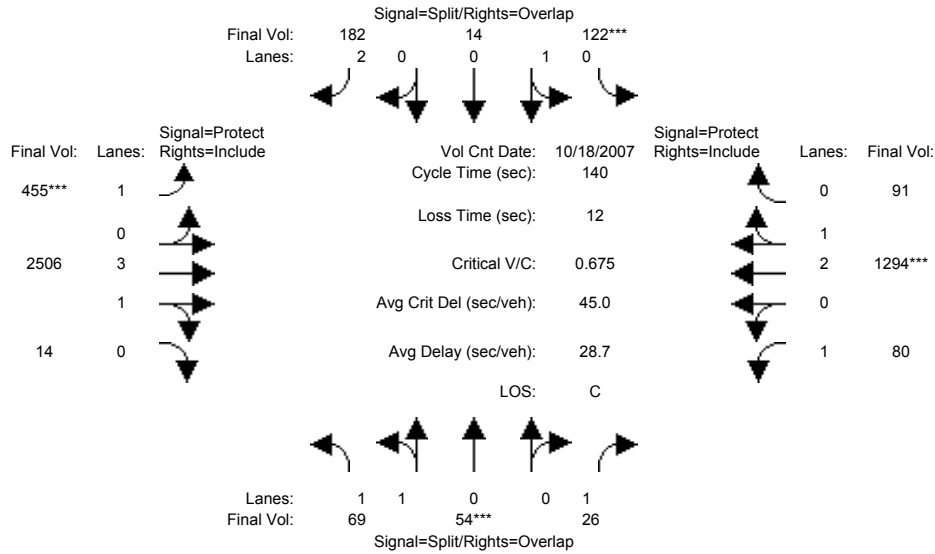 Signal=Split/Rights=Overlap
Final Vol: 182 14 122***
Lanes: 2 0 0 1 0
Signal=Protect
Final Vol: Lanes: Rights=Include
Vol Cnt Date: 10/18/2007
Signal=Protect
Rights=Include Lanes: Final Vol:
Cycle Time (sec): 140
455*** 1
0 91
Loss Time (sec): 12
0
1
2506 3
Critical V/C: 0.675
2 1294***
1
Avg Crit Del (sec/veh): 45.0
0
14 0
Avg Delay (sec/veh): 28.7
1 80
LOS: C
Lanes: 1 1 0 0 1
Final Vol: 69 54*** 26
Signal=Split/Rights=Overlap